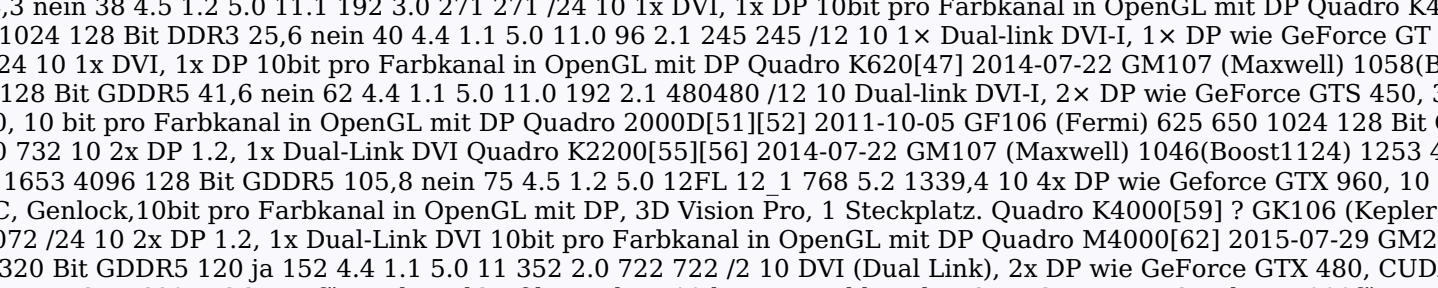 ,3 nein 38 4.5 1.2 5.0 11.1 192 3.0 271 271 /24 10 1x DVI, 1x DP 10bit pro Farbkanal in OpenGL mit DP Quadro K4
1024 128 Bit DDR3 25,6 nein 40 4.4 1.1 5.0 11.0 96 2.1 245 245 /12 10 1× Dual-link DVI-I, 1× DP wie GeForce GT
24 10 1x DVI, 1x DP 10bit pro Farbkanal in OpenGL mit DP Quadro K620[47] 2014-07-22 GM107 (Maxwell) 1058(B
128 Bit GDDR5 41,6 nein 62 4.4 1.1 5.0 11.0 192 2.1 480480 /12 10 Dual-link DVI-I, 2× DP wie GeForce GTS 450, 3
0, 10 bit pro Farbkanal in OpenGL mit DP Quadro 2000D[51][52] 2011-10-05 GF106 (Fermi) 625 650 1024 128 Bit
0 732 10 2x DP 1.2, 1x Dual-Link DVI Quadro K2200[55][56] 2014-07-22 GM107 (Maxwell) 1046(Boost1124) 1253 4
1653 4096 128 Bit GDDR5 105,8 nein 75 4.5 1.2 5.0 12FL 12_1 768 5.2 1339,4 10 4x DP wie Geforce GTX 960, 10
C, Genlock,10bit pro Farbkanal in OpenGL mit DP, 3D Vision Pro, 1 Steckplatz. Quadro K4000[59] ? GK106 (Kepler
072 /24 10 2x DP 1.2, 1x Dual-Link DVI 10bit pro Farbkanal in OpenGL mit DP Quadro M4000[62] 2015-07-29 GM2
320 Bit GDDR5 120 ja 152 4.4 1.1 5.0 11 352 2.0 722 722 /2 10 DVI (Dual Link), 2x DP wie GeForce GTX 480, CUD